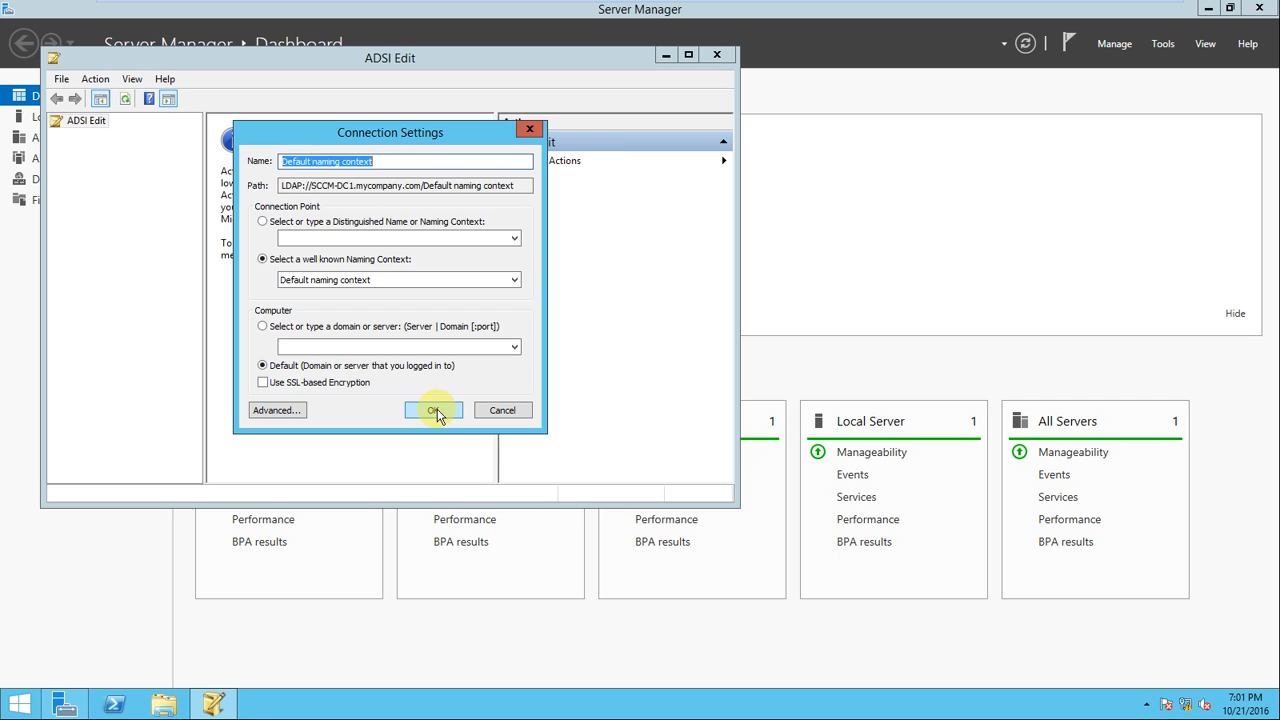 Server Manager
Server Manager • Dashboard
Manage
Tools
View
Help
ADSI Edit
File
Action
View
Help
ADSI Edit
Connection Settings
Name:
Default naming context
Path:
LDAP://SCCM-DC1.mycompany.com/Default naming context
Connection Point
Select or type a Distinguished Name or Naming Context:
Select a well known Naming Context:
Default naming context
Computer
Select or type a domain or server: (Server | Domain [:port])
Default (Domain or server that you logged in to)
Use SSL-based Encryption
Advanced...
OK
Cancel
Actions
Hide
1
Local Server
1
All Servers
1
Manageability
Manageability
Events
Events
Services
Services
Performance
Performance
Performance
Performance
Performance
BPA results
BPA results
BPA results
BPA results
BPA results
7:01 PM
10/21/2016